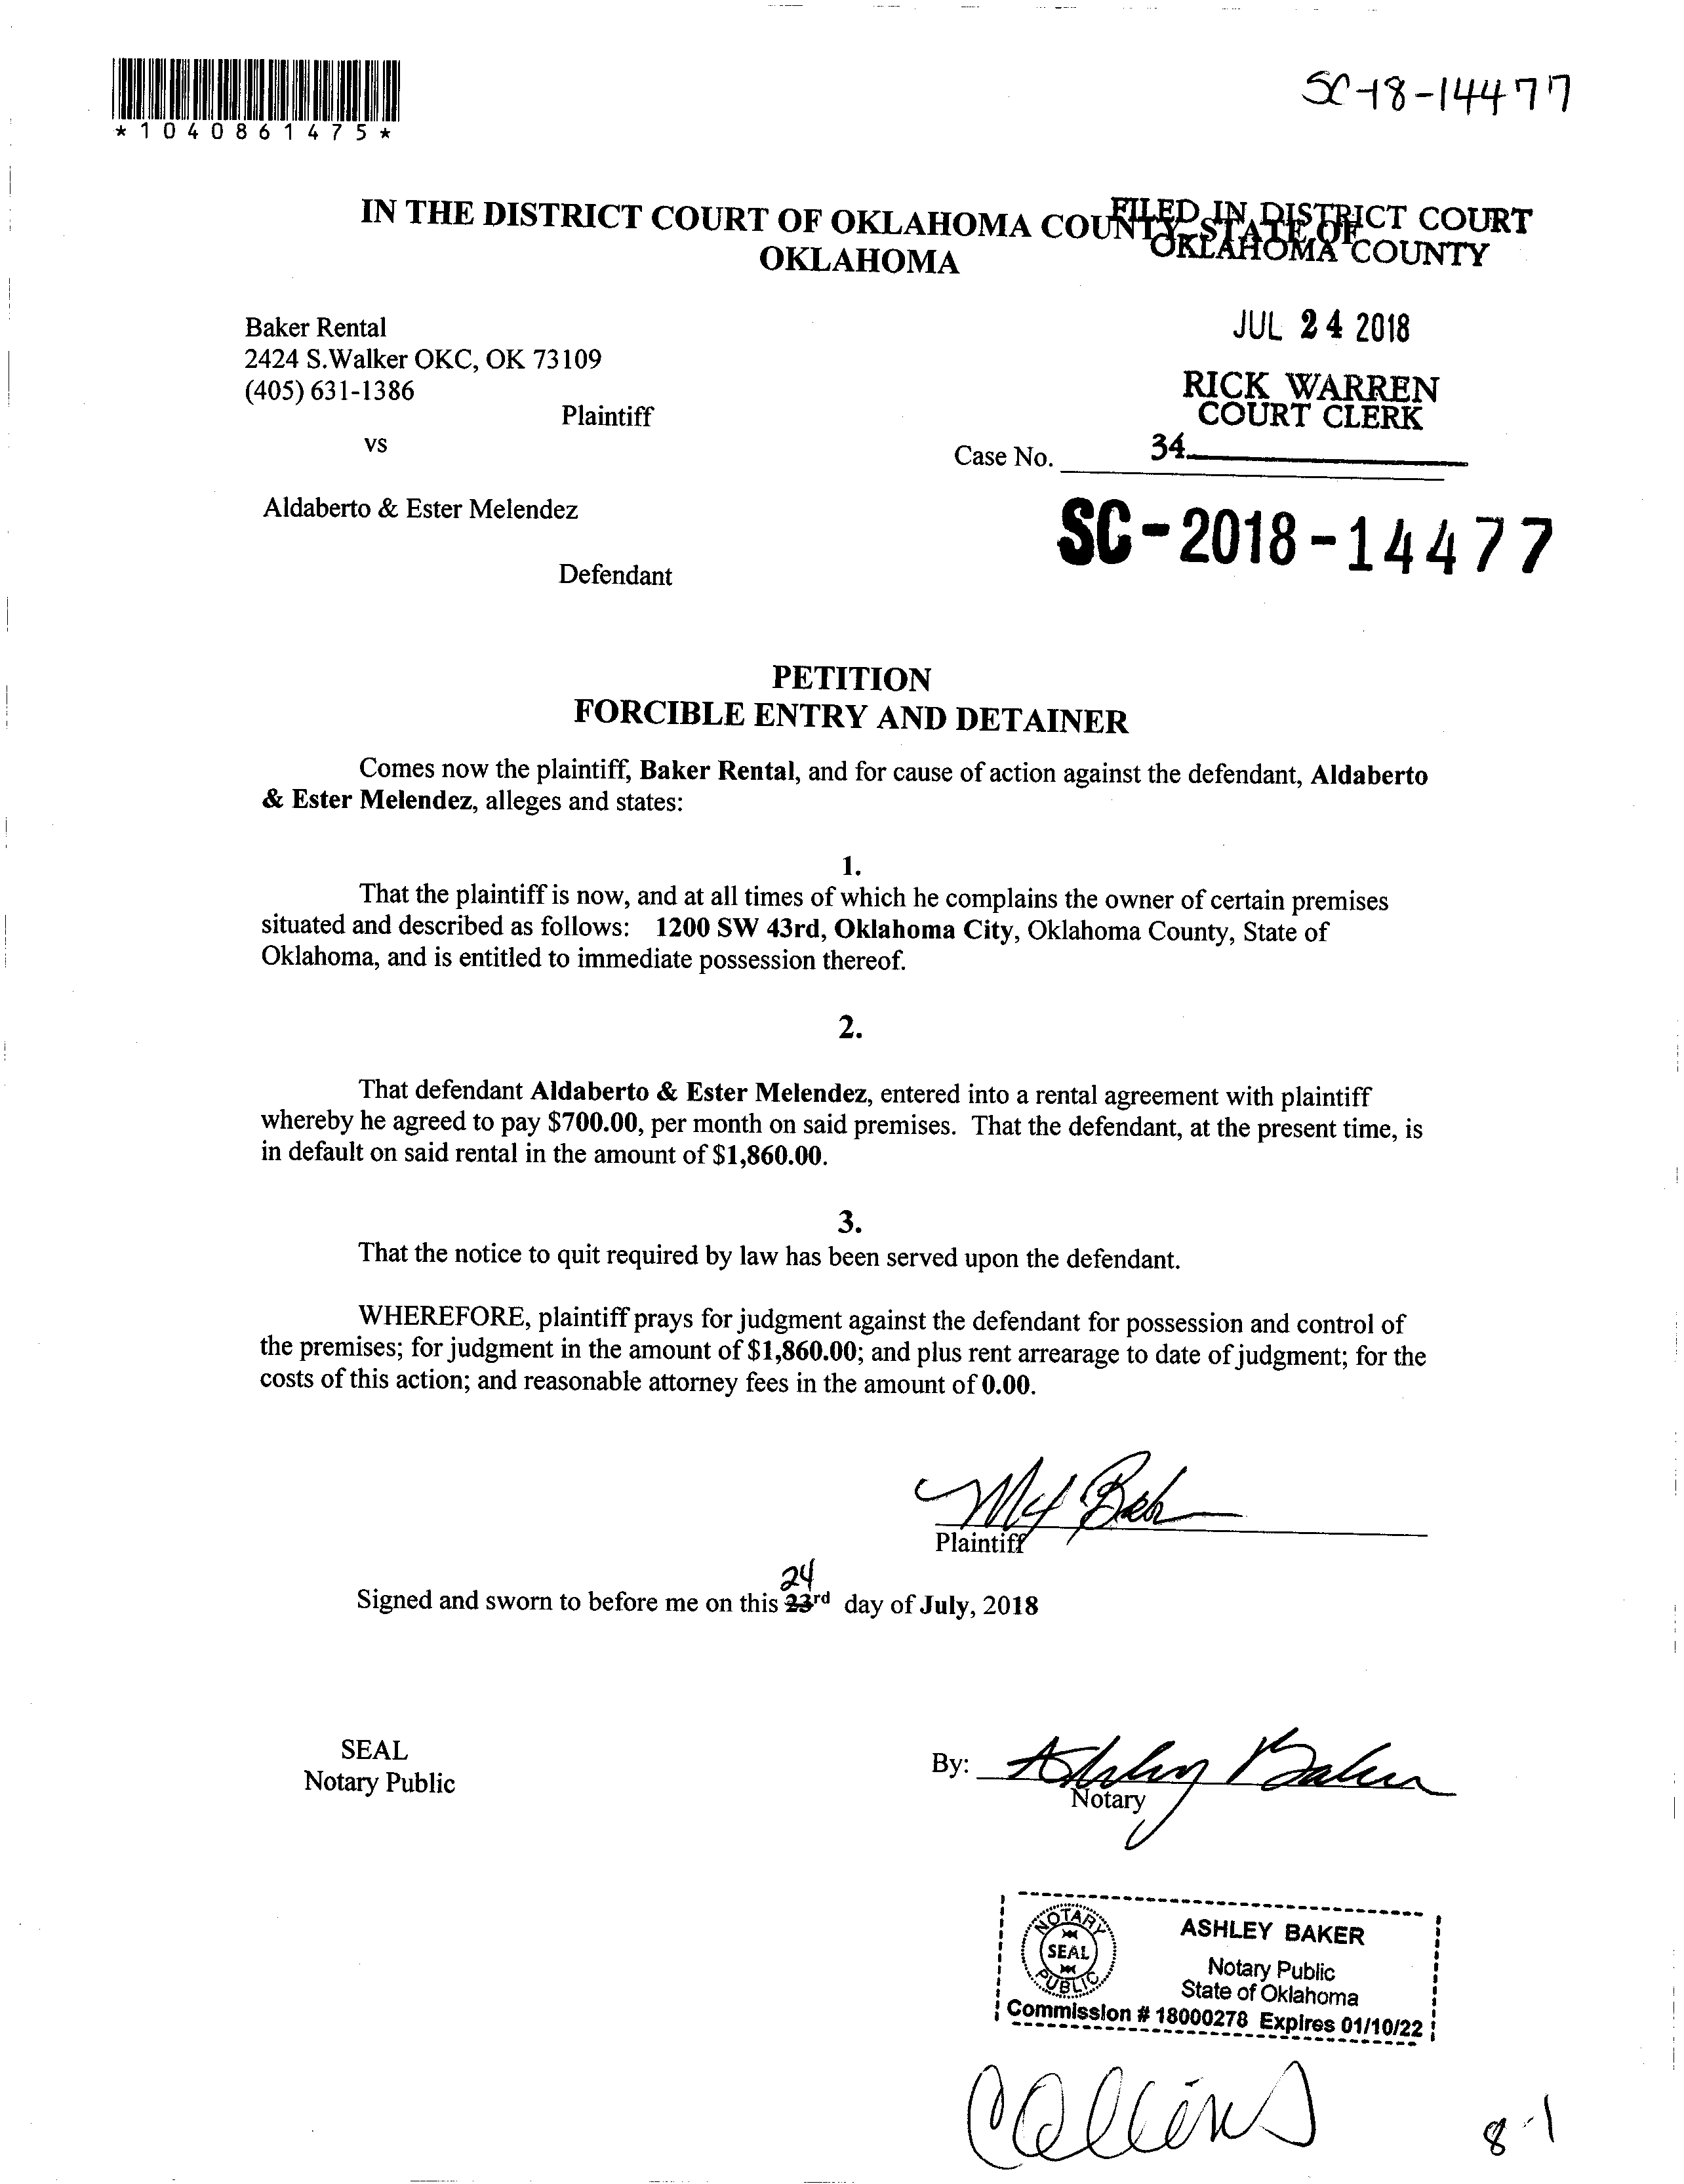 *1040861475*
SC-18-14477
IN THE DISTRICT COURT OF OKLAHOMA COUNTY, STATE OF
OKLAHOMA
FILED IN DISTRICT COURT
OKLAHOMA COUNTY
JUL 24 2018
RICK WARREN
COURT CLERK
34
Baker Rental
2424 S.Walker OKC, OK 73109
(405) 631-1386
Plaintiff
vs
Case No.
Aldaberto & Ester Melendez
SC-2018-14477
Defendant
PETITION
FORCIBLE ENTRY AND DETAINER
Comes now the plaintiff, Baker Rental, and for cause of action against the defendant, Aldaberto
& Ester Melendez, alleges and states:
1.
That the plaintiff is now, and at all times of which he complains the owner of certain premises
situated and described as follows: 1200 SW 43rd, Oklahoma City, Oklahoma County, State of
Oklahoma, and is entitled to immediate possession thereof.
2.
That defendant Aldaberto & Ester Melendez, entered into a rental agreement with plaintiff
whereby he agreed to pay $700.00, per month on said premises. That the defendant, at the present time, is
in default on said rental in the amount of $1,860.00.
3.
That the notice to quit required by law has been served upon the defendant.
WHEREFORE, plaintiff prays for judgment against the defendant for possession and control of
the premises; for judgment in the amount of $1,860.00; and plus rent arrearage to date of judgment; for the
costs of this action; and reasonable attorney fees in the amount of 0.00.
Plaintiff
24
Signed and sworn to before me on this 23rd day of July, 2018
SEAL
Notary Public
By: Ashley Baker
Notary
NOTARY
SEAL
PUBLIC
ASHLEY BAKER
Notary Public
State of Oklahoma
Commission # 18000278 Expires 01/10/22
Collins
8-1